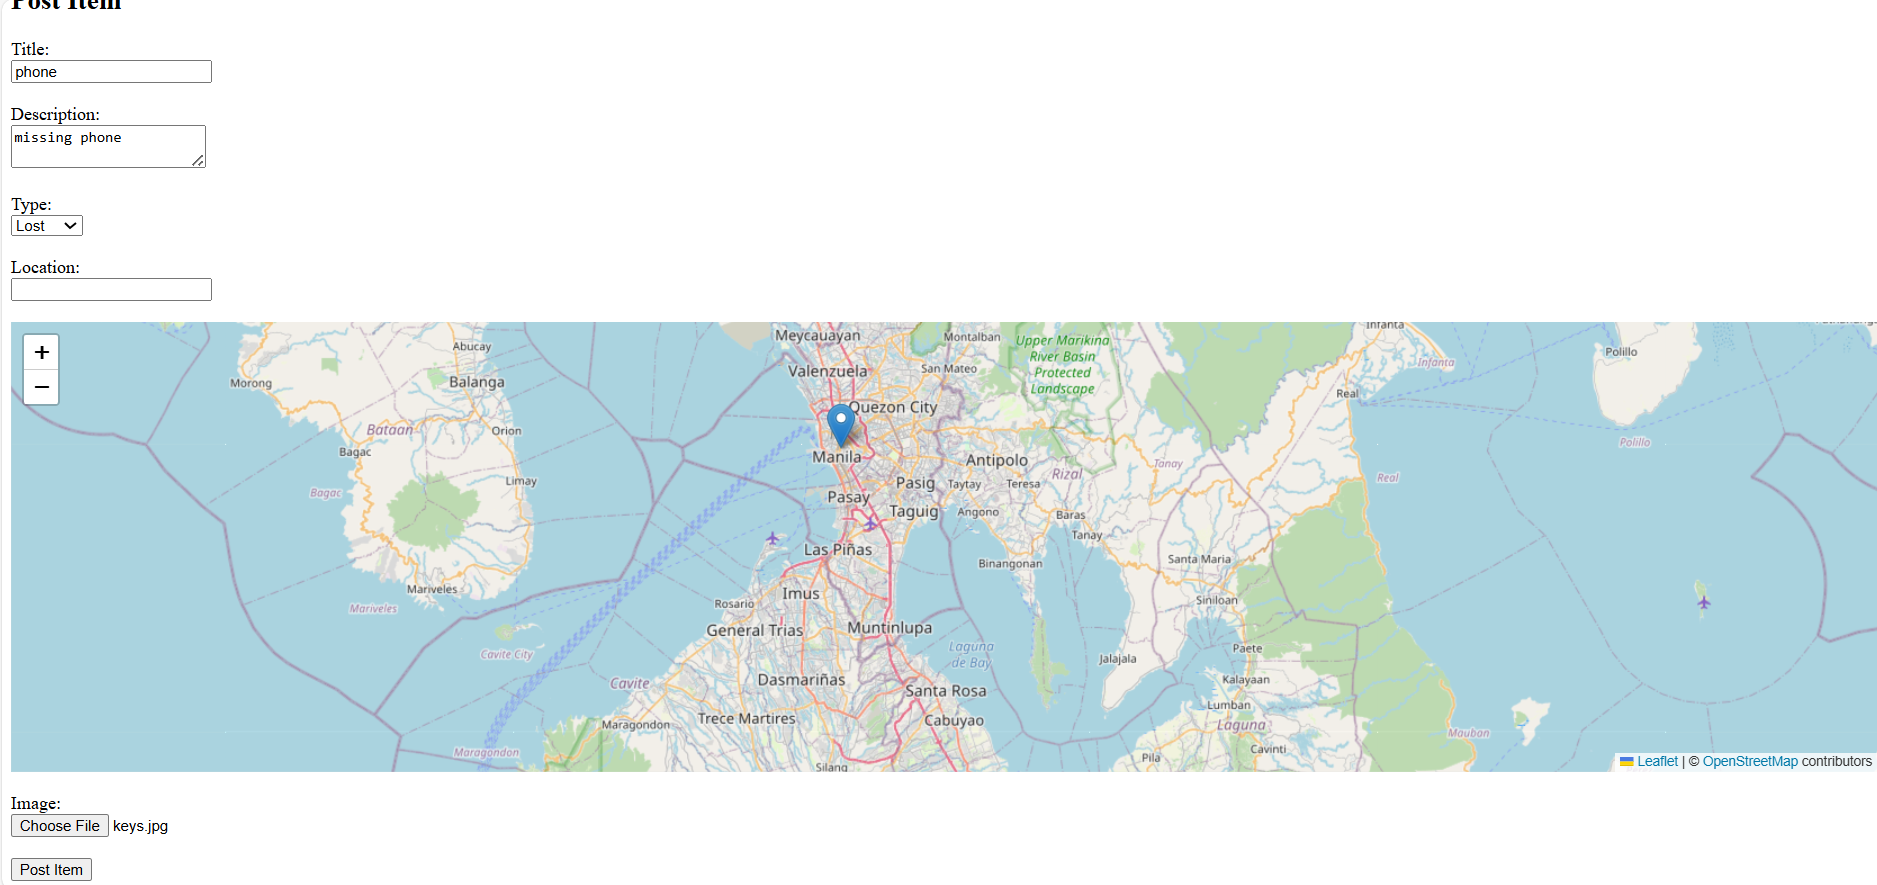 Post Item
Title:
phone
Description:
missing phone
Type:
Lost
Location:
+
−
Abucay
Morong
Balanga
Bataan
Orion
Bagac
Limay
Bagac
Mariveles
Mariveles
Cavite City
Maragondon
Meycauayan
Valenzuela
Quezon City
Manila
Pasay
Pasig
Taguig
Las Piñas
Imus
Rosario
General Trias
Muntinlupa
Cavite
Dasmariñas
Trece Martires
Maragondon
Santa Rosa
Cabuyao
Silang
Montalban
San Mateo
Upper Marikina
River Basin
Protected
Landscape
Antipolo
Rizal
Taytay
Teresa
Angono
Baras
Tanay
Tanay
Binangonan
Santa Maria
Siniloan
Laguna
de Bay
Jalajala
Paete
Kalayaan
Lumban
Laguna
Cavinti
Pila
Infanta
Infanta
Real
Real
Polillo
Polillo
Mauban
Leaflet | © OpenStreetMap contributors
Image:
Choose File keys.jpg
Post Item